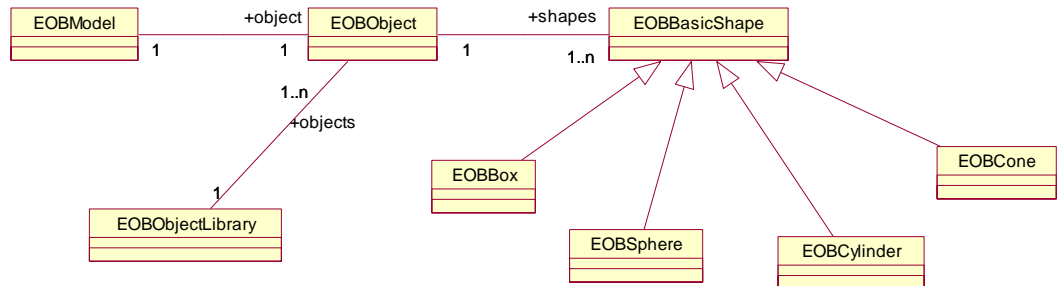 EOBModel
+object
EOBObject
+shapes
EOBBasicShape
1
1
1
1..n
1..n
+objects
1
EOBObjectLibrary
EOBBox
EOBSphere
EOBCylinder
EOBCone